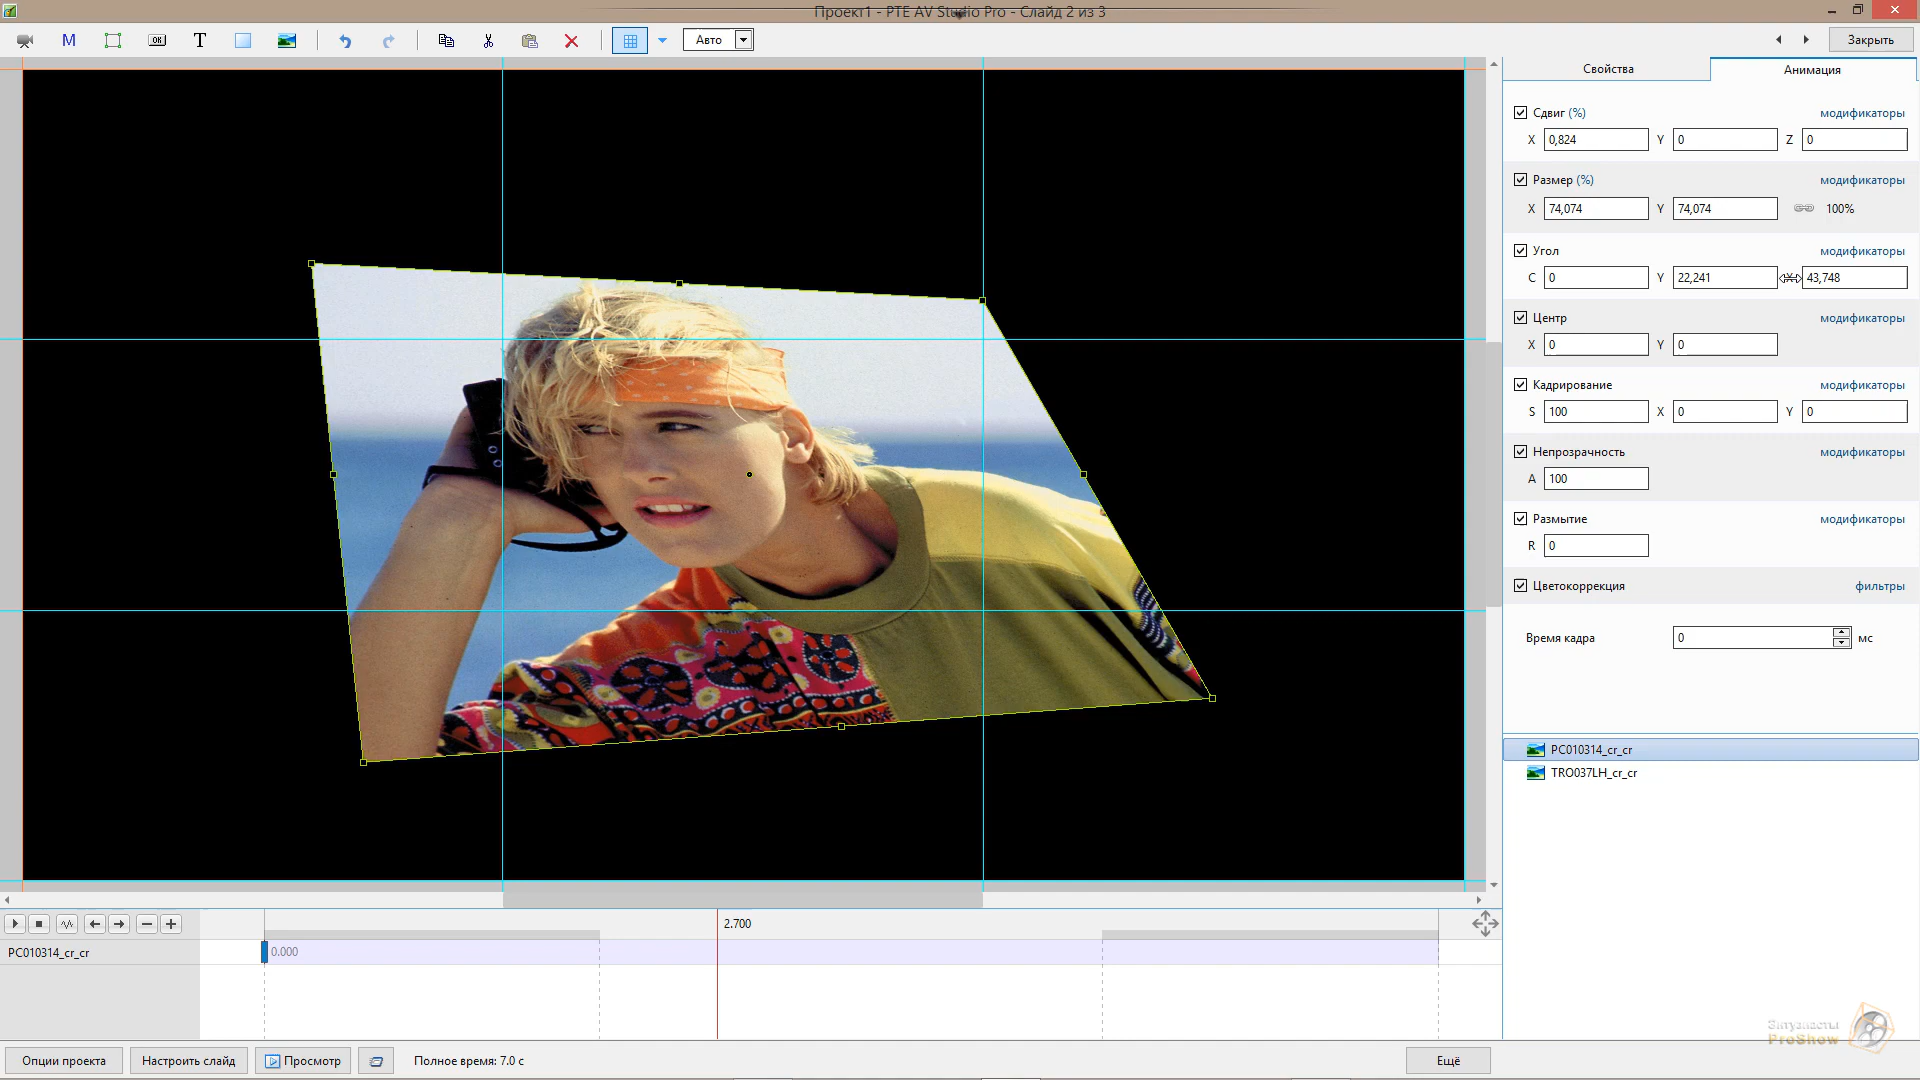 Проект1 - PTE AV Studio Pro - Слайд 2 из 3
M OK T Авто Закрыть
Свойства Анимация
Сдвиг (%) модификаторы
X 0,824 Y 0 Z 0
Размер (%) модификаторы
X 74,074 Y 74,074 100%
Угол модификаторы
C 0 Y 22,241 43,748
Центр модификаторы
X 0 Y 0
Кадрирование модификаторы
S 100 X 0 Y 0
Непрозрачность модификаторы
A 100
Размытие модификаторы
R 0
Цветокоррекция фильтры
Время кадра 0 мс
PC010314_cr_cr
TRO037LH_cr_cr
2.700
PC010314_cr_cr 0.000
Энтузиасты
ProShow
Опции проекта Настроить слайд Просмотр Полное время: 7.0 с Ещё